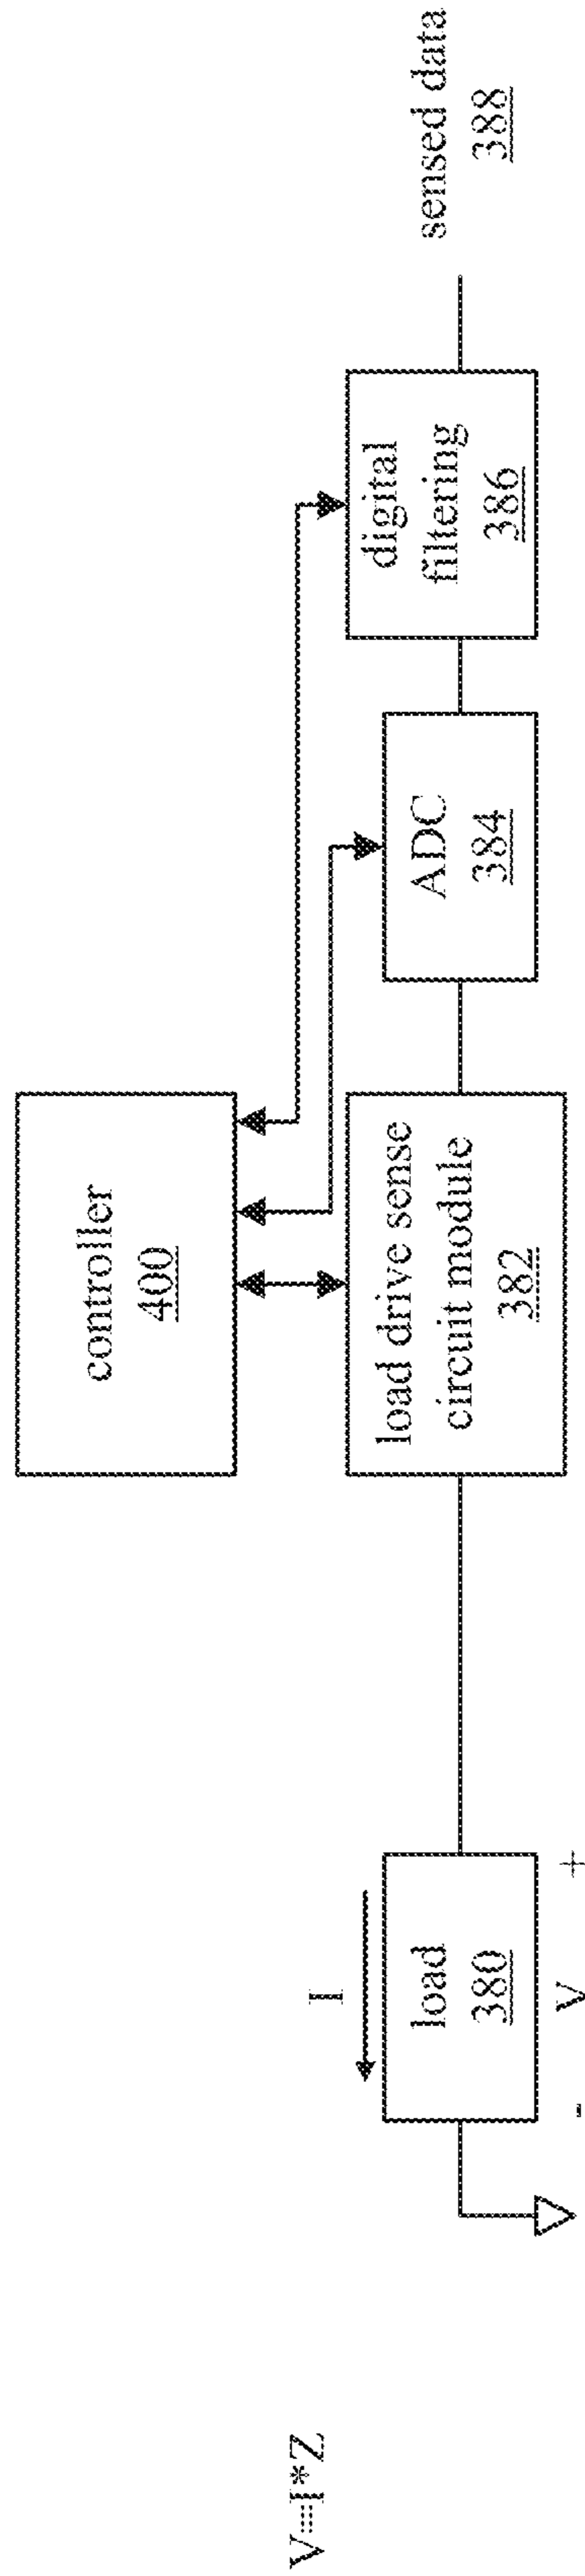 controller
400
I
load
380
- V +
load drive sense
circuit module
382
ADC
384
digital
filtering
386
sensed data
388
V=I*Z